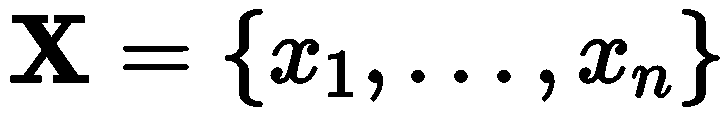 𝐗 = {x₁, . . . , xₙ}